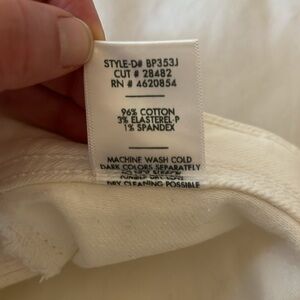 STYLE-D# BP353J
CUT # 28482
RN # 4620854
96% COTTON
3% ELASTEREL-P
1% SPANDEX
MACHINE WASH COLD
DARK COLORS SEPARATELY
DRY CLEANING POSSIBLE